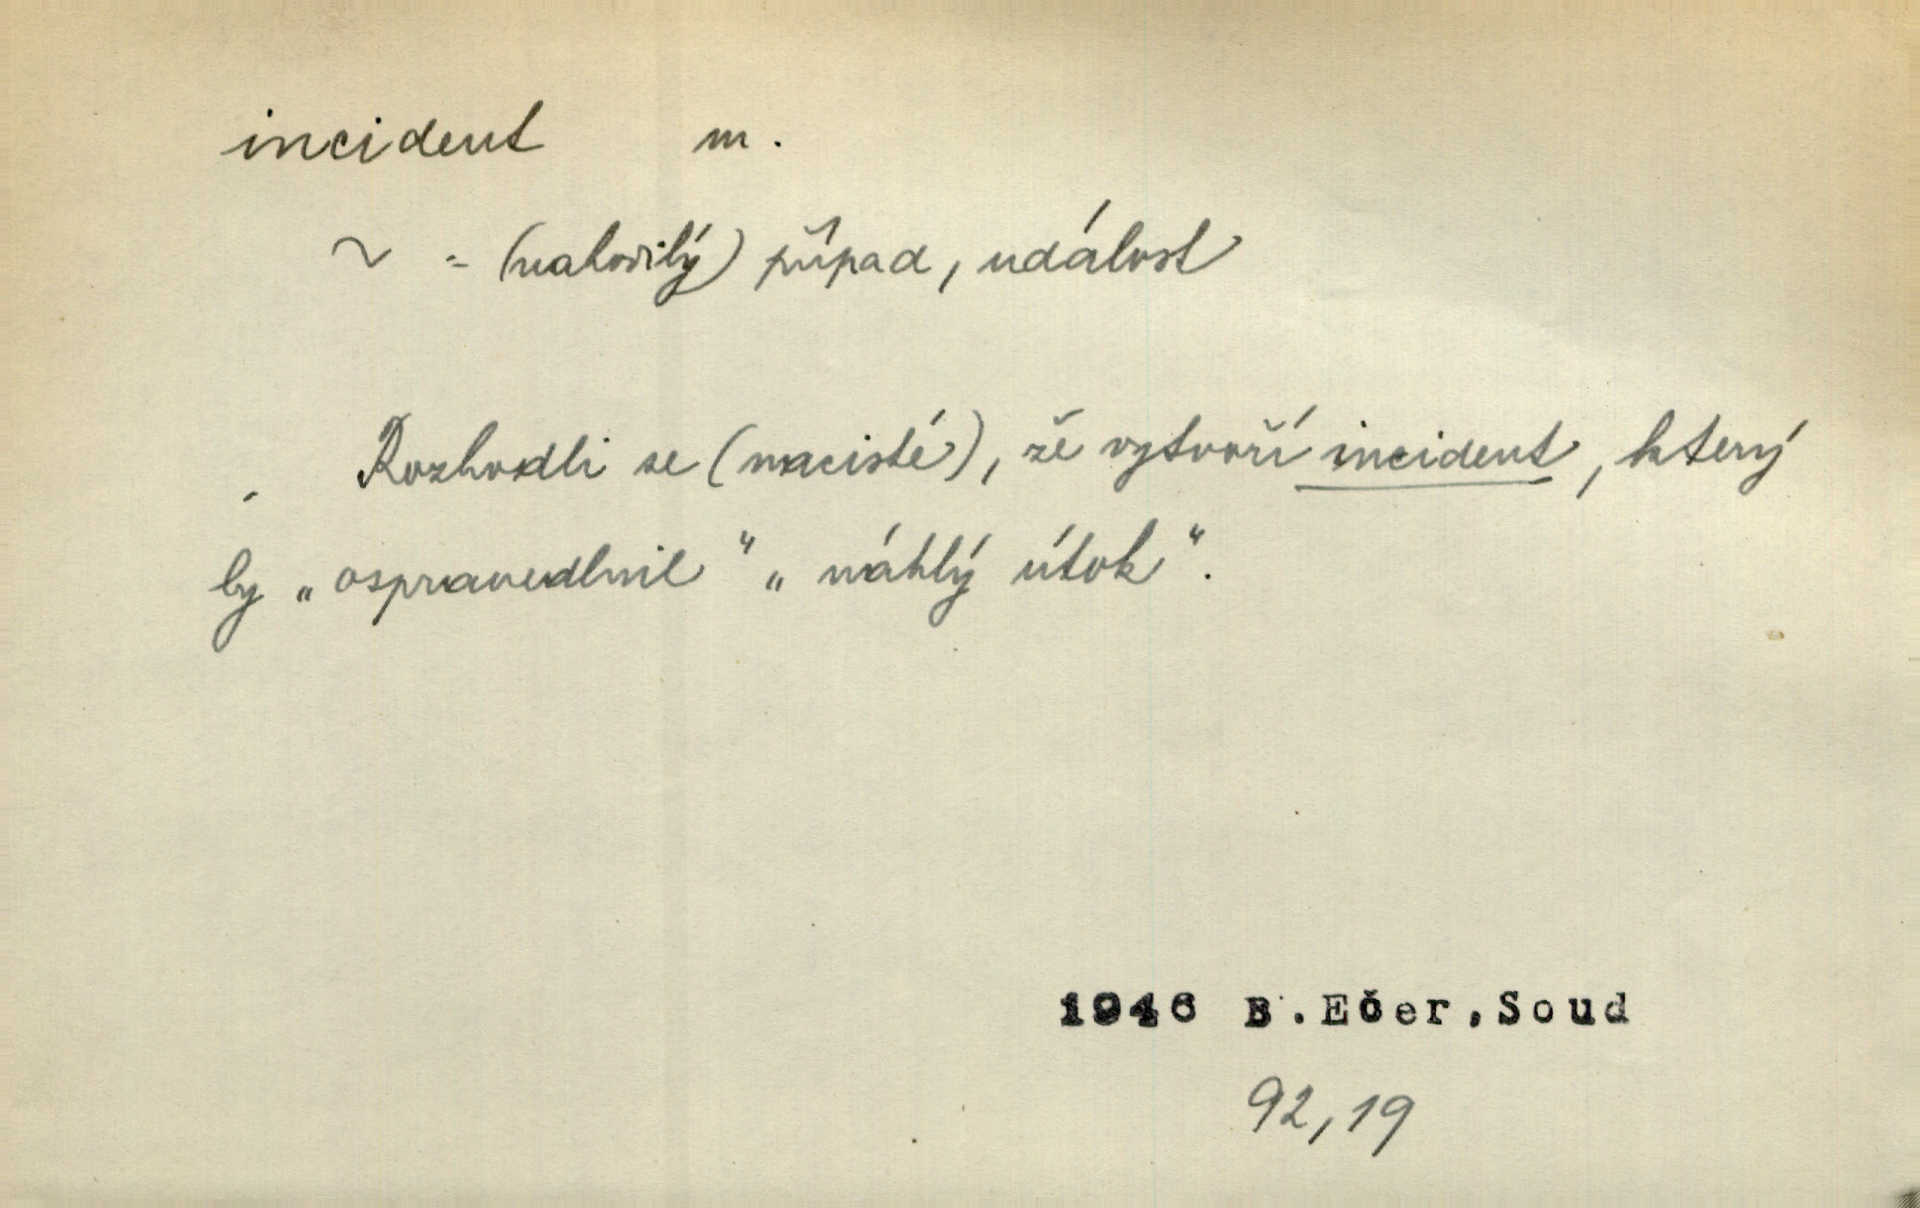 incident m.
~ = (nahodilý) případ, událost
Rozhodli se (nacisté), že vytvoří incident, který
by „ospravedlnil“ „náhlý útok“.
1946 B.Ečer,Soud
92,19